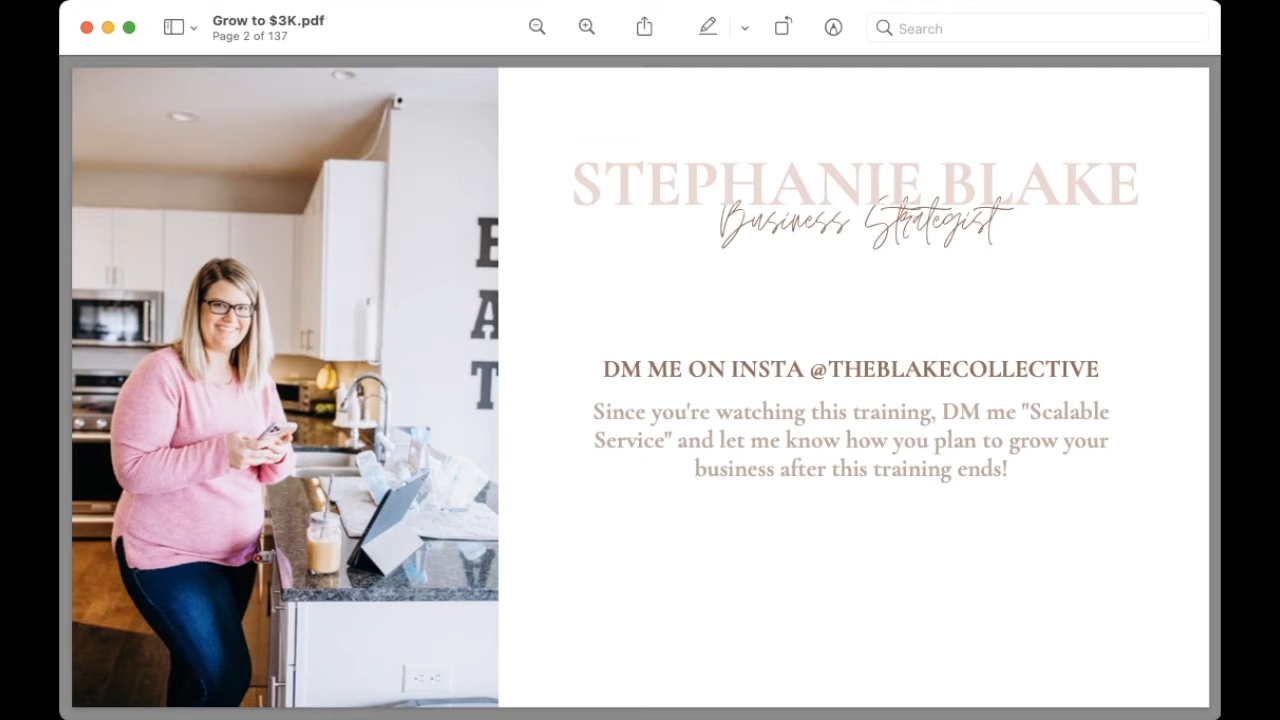 Grow to $3K.pdf
Page 2 of 137
Search
STEPHANIE BLAKE
Business Strategist
EAT
DM ME ON INSTA @THEBLAKECOLLECTIVE
Since you're watching this training, DM me "Scalable
Service" and let me know how you plan to grow your
business after this training ends!